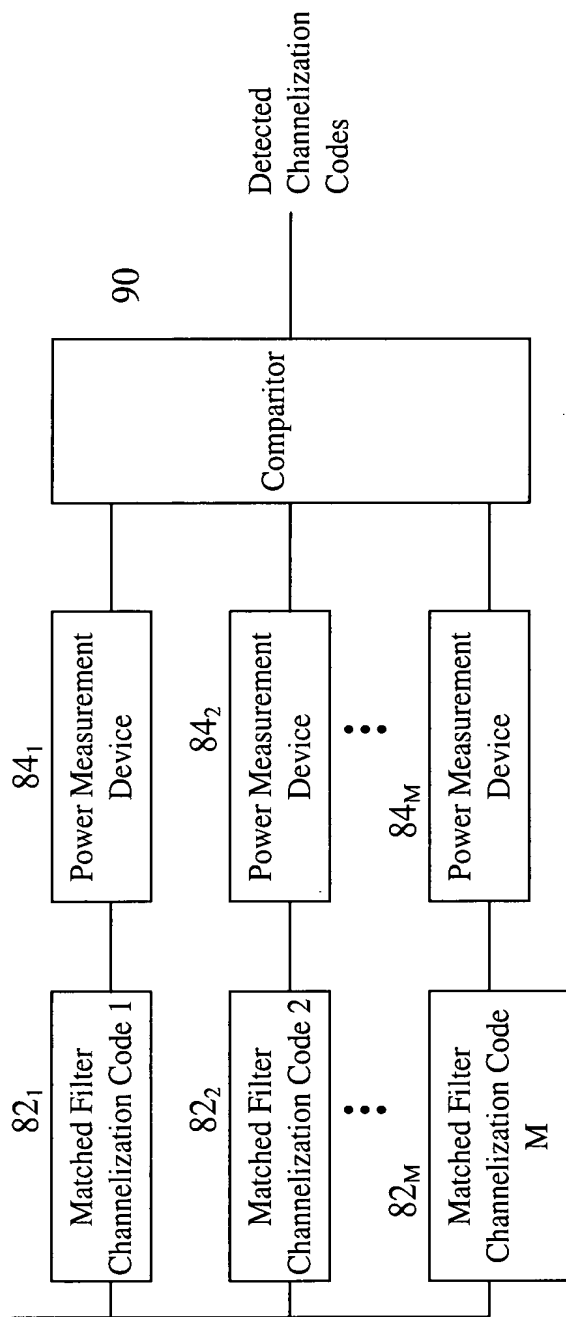 82₁
Matched Filter
Channelization Code 1
84₁
Power Measurement
Device
82₂
Matched Filter
Channelization Code 2
84₂
Power Measurement
Device
82M
Matched Filter
Channelization Code
M
84M
Power Measurement
Device
90
Comparitor
Detected
Channelization
Codes